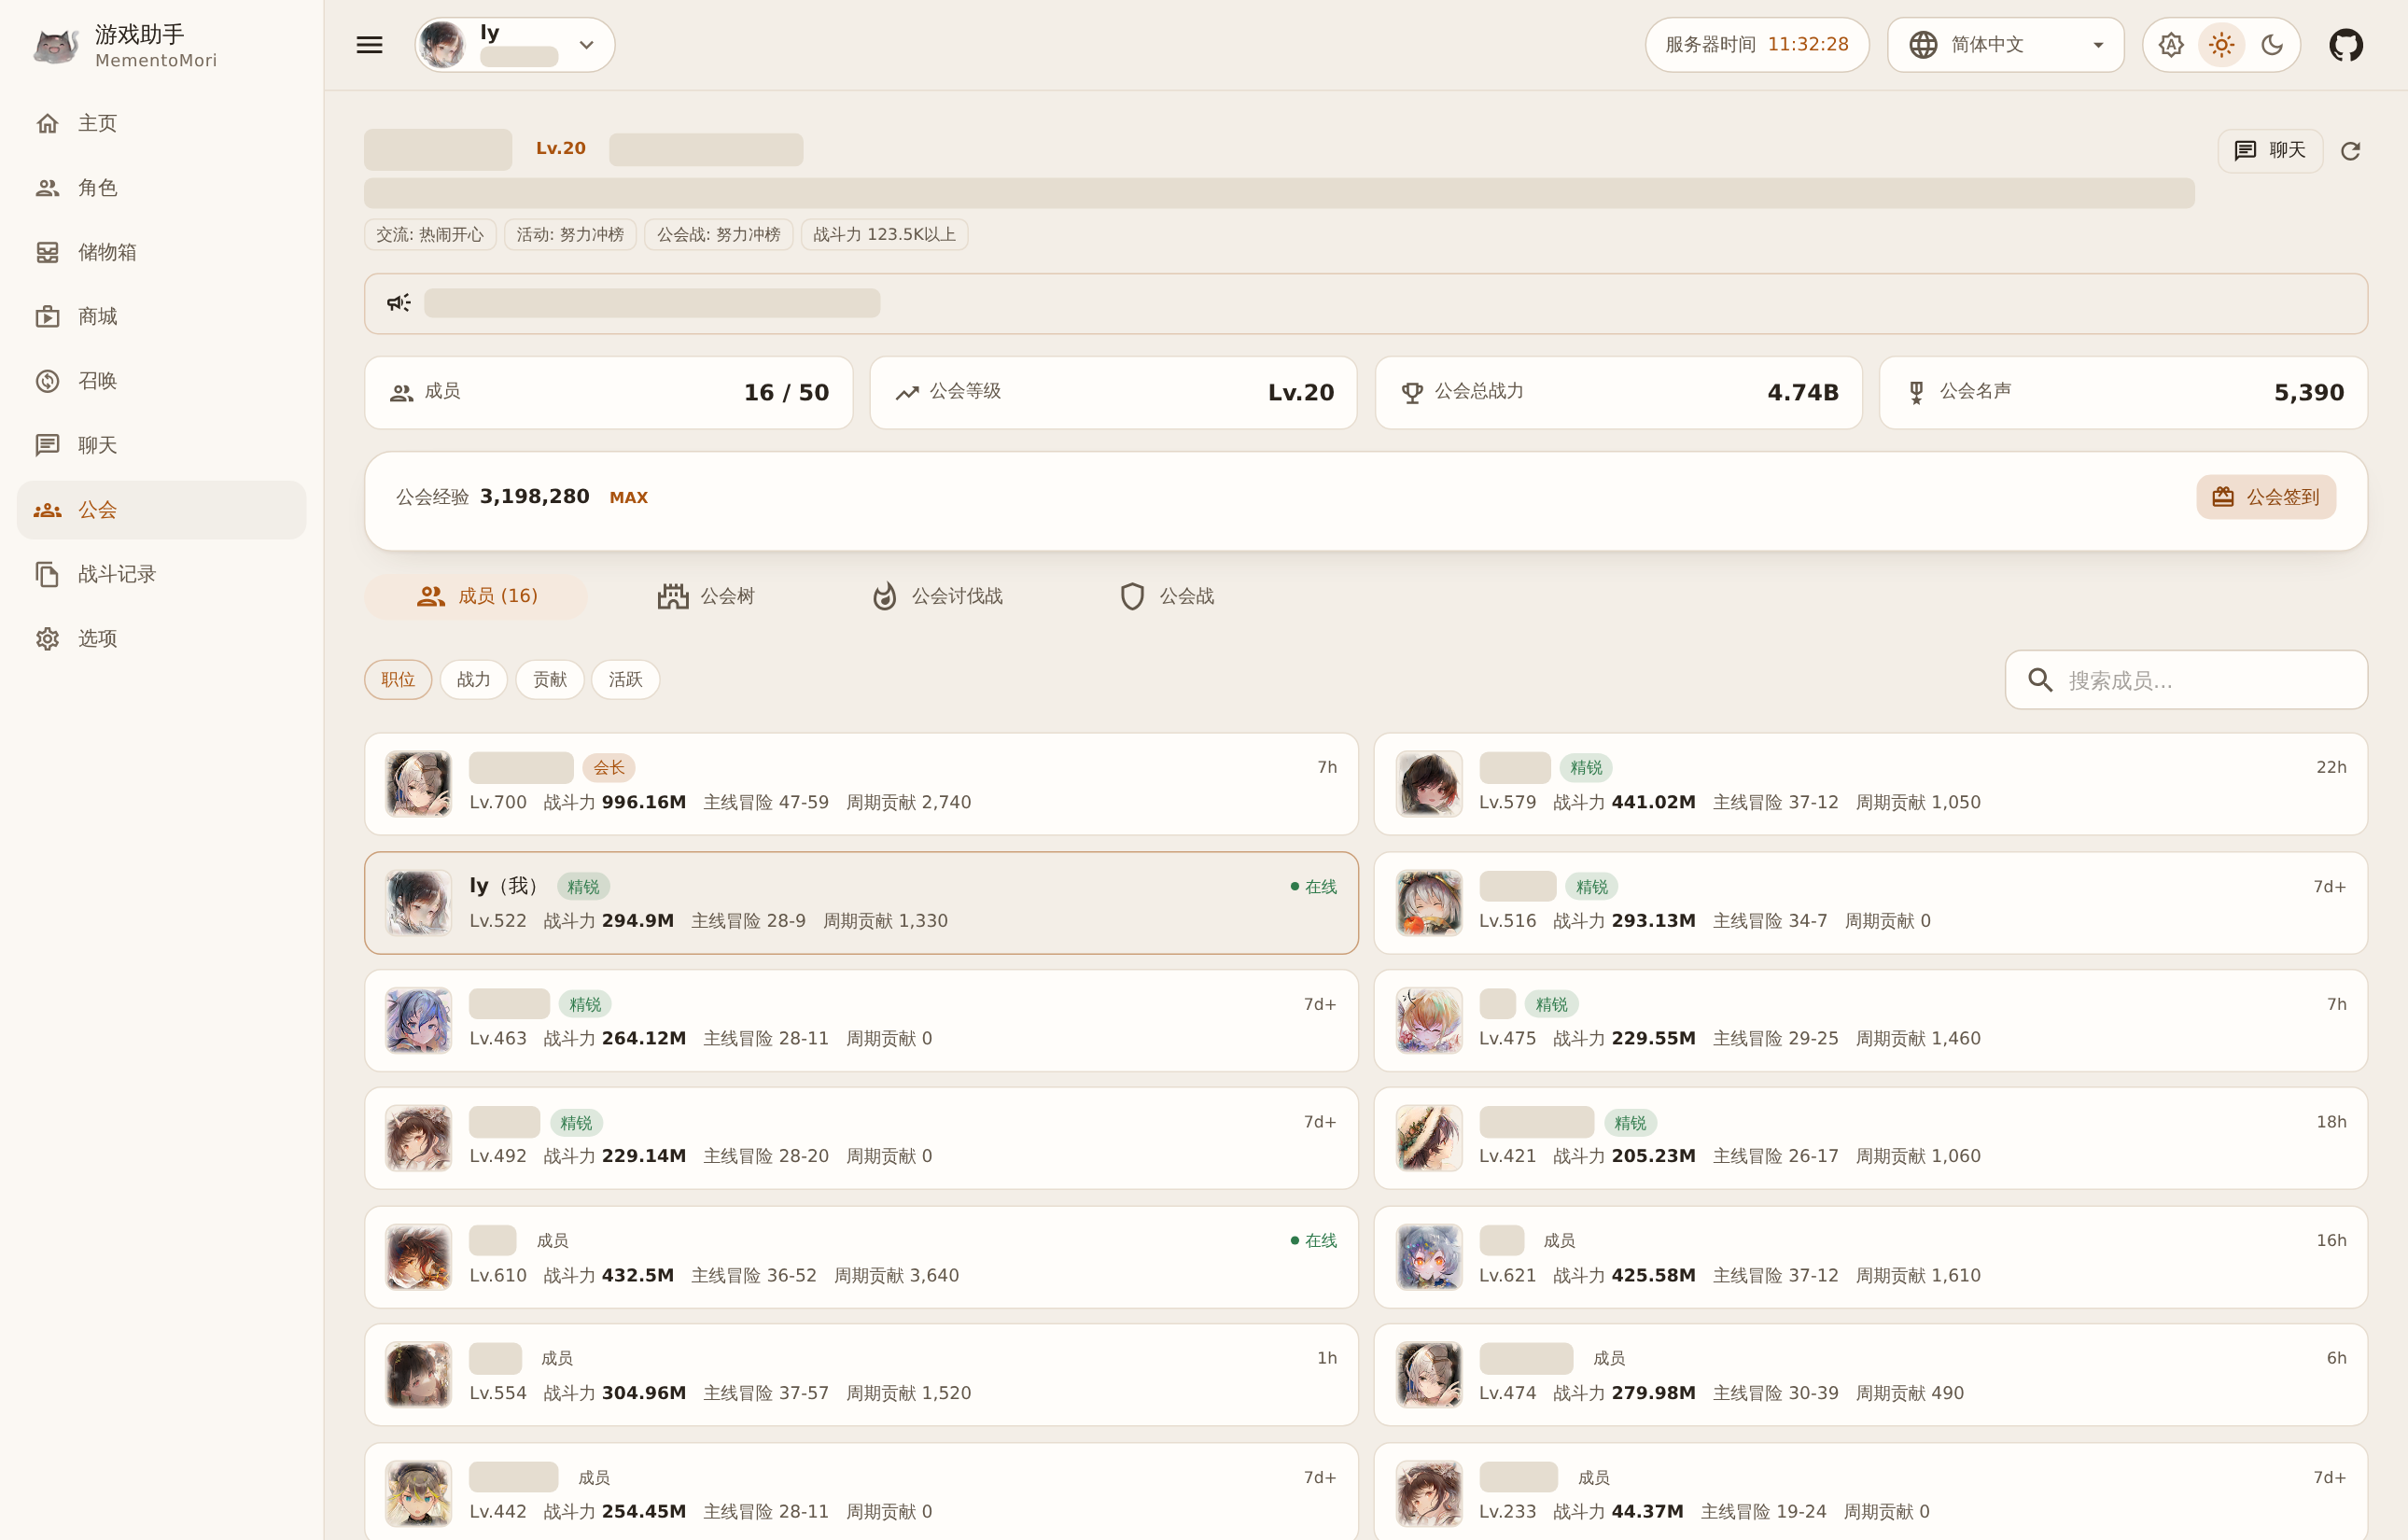 游戏助手
MementoMori
主页
角色
储物箱
商城
召唤
聊天
公会
战斗记录
选项
ly
服务器时间 11:32:28
简体中文
Lv.20
聊天
交流: 热闹开心
活动: 努力冲榜
公会战: 努力冲榜
战斗力 123.5K以上
成员 16 / 50
公会等级 Lv.20
公会总战力 4.74B
公会名声 5,390
公会经验 3,198,280 MAX
公会签到
成员 (16)
公会树
公会讨伐战
公会战
职位
战力
贡献
活跃
搜索成员...
会长 7h
Lv.700 战斗力 996.16M 主线冒险 47-59 周期贡献 2,740
精锐 22h
Lv.579 战斗力 441.02M 主线冒险 37-12 周期贡献 1,050
ly（我） 精锐 在线
Lv.522 战斗力 294.9M 主线冒险 28-9 周期贡献 1,330
精锐 7d+
Lv.516 战斗力 293.13M 主线冒险 34-7 周期贡献 0
精锐 7d+
Lv.463 战斗力 264.12M 主线冒险 28-11 周期贡献 0
精锐 7h
Lv.475 战斗力 229.55M 主线冒险 29-25 周期贡献 1,460
精锐 7d+
Lv.492 战斗力 229.14M 主线冒险 28-20 周期贡献 0
精锐 18h
Lv.421 战斗力 205.23M 主线冒险 26-17 周期贡献 1,060
成员 在线
Lv.610 战斗力 432.5M 主线冒险 36-52 周期贡献 3,640
成员 16h
Lv.621 战斗力 425.58M 主线冒险 37-12 周期贡献 1,610
成员 1h
Lv.554 战斗力 304.96M 主线冒险 37-57 周期贡献 1,520
成员 6h
Lv.474 战斗力 279.98M 主线冒险 30-39 周期贡献 490
成员 7d+
Lv.442 战斗力 254.45M 主线冒险 28-11 周期贡献 0
成员 7d+
Lv.233 战斗力 44.37M 主线冒险 19-24 周期贡献 0